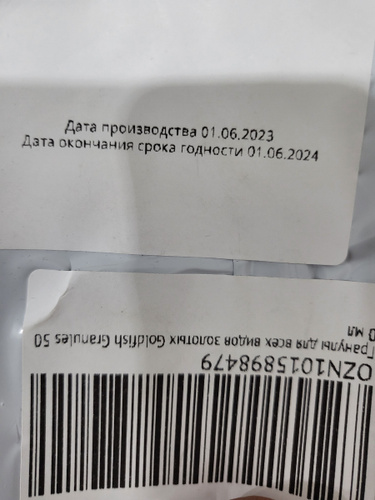 Дата производства 01.06.2023
Дата окончания срока годности 01.06.2024
OZN1015898479
Гранулы для всех видов золотых Goldfish Granules 50
0 мл